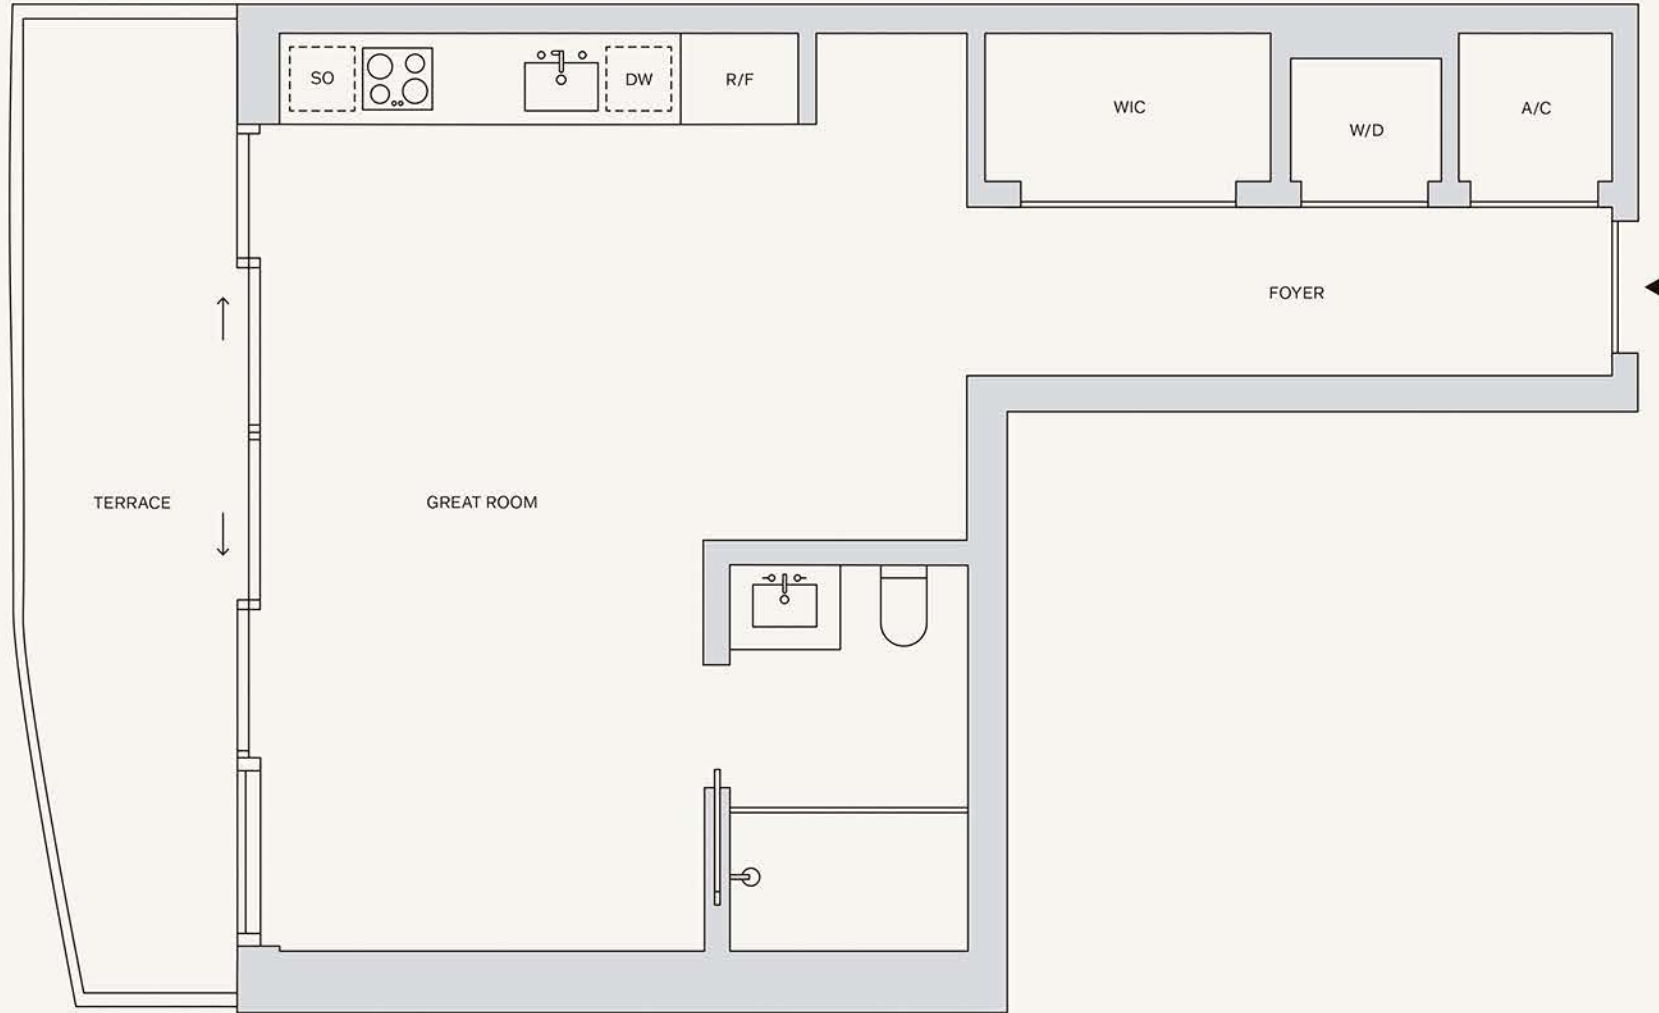 SO
DW
R/F
WIC
W/D
A/C
FOYER
TERRACE
GREAT ROOM